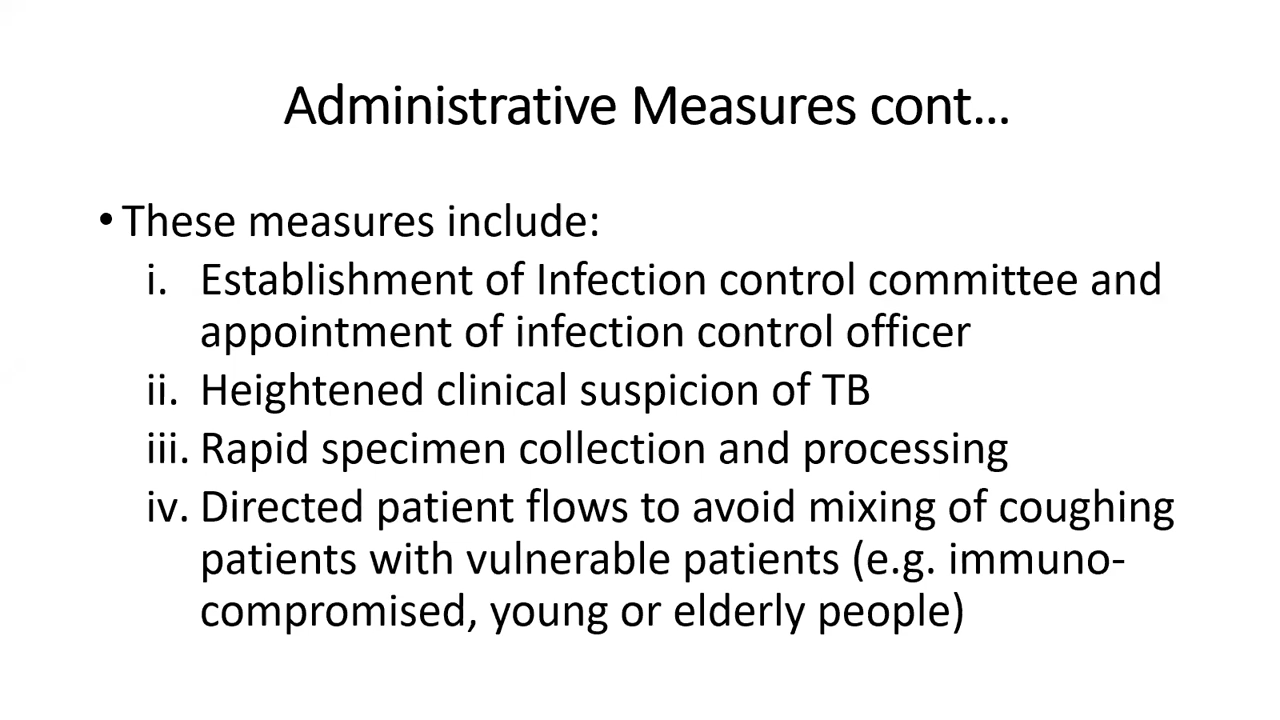 Administrative Measures cont...
• These measures include:
i. Establishment of Infection control committee and
appointment of infection control officer
ii. Heightened clinical suspicion of TB
iii. Rapid specimen collection and processing
iv. Directed patient flows to avoid mixing of coughing
patients with vulnerable patients (e.g. immuno-
compromised, young or elderly people)